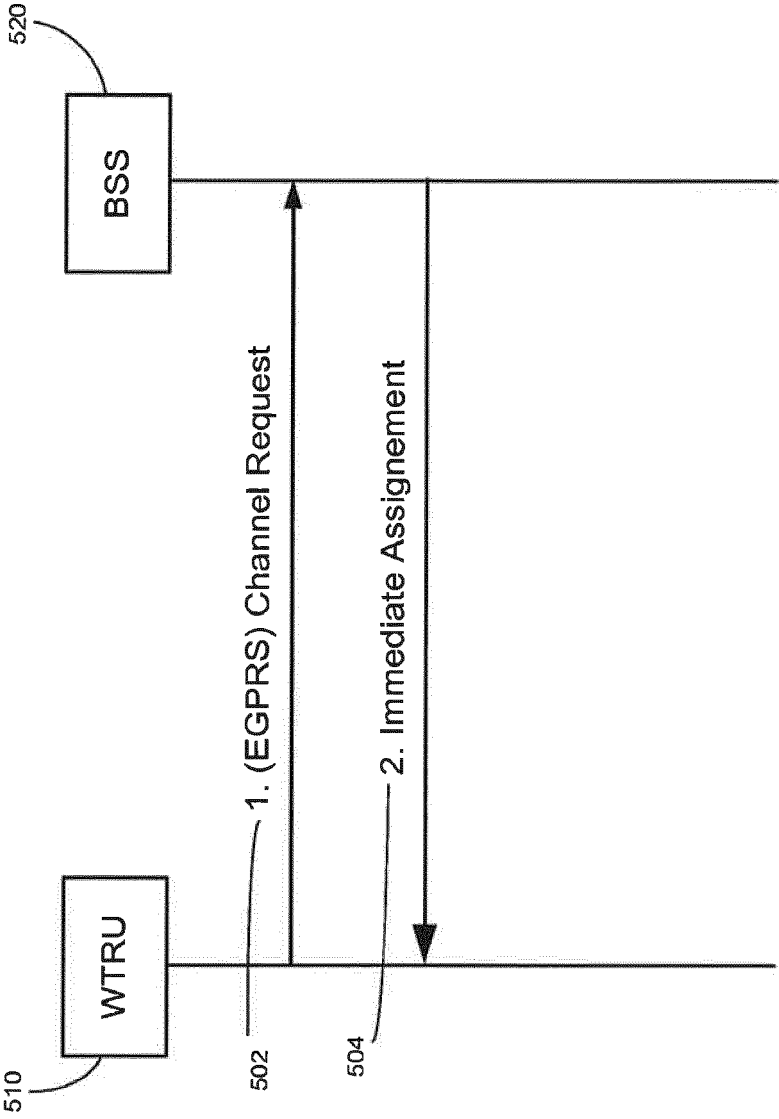 510
520
WTRU
BSS
502
1. (EGPRS) Channel Request
504
2. Immediate Assignement